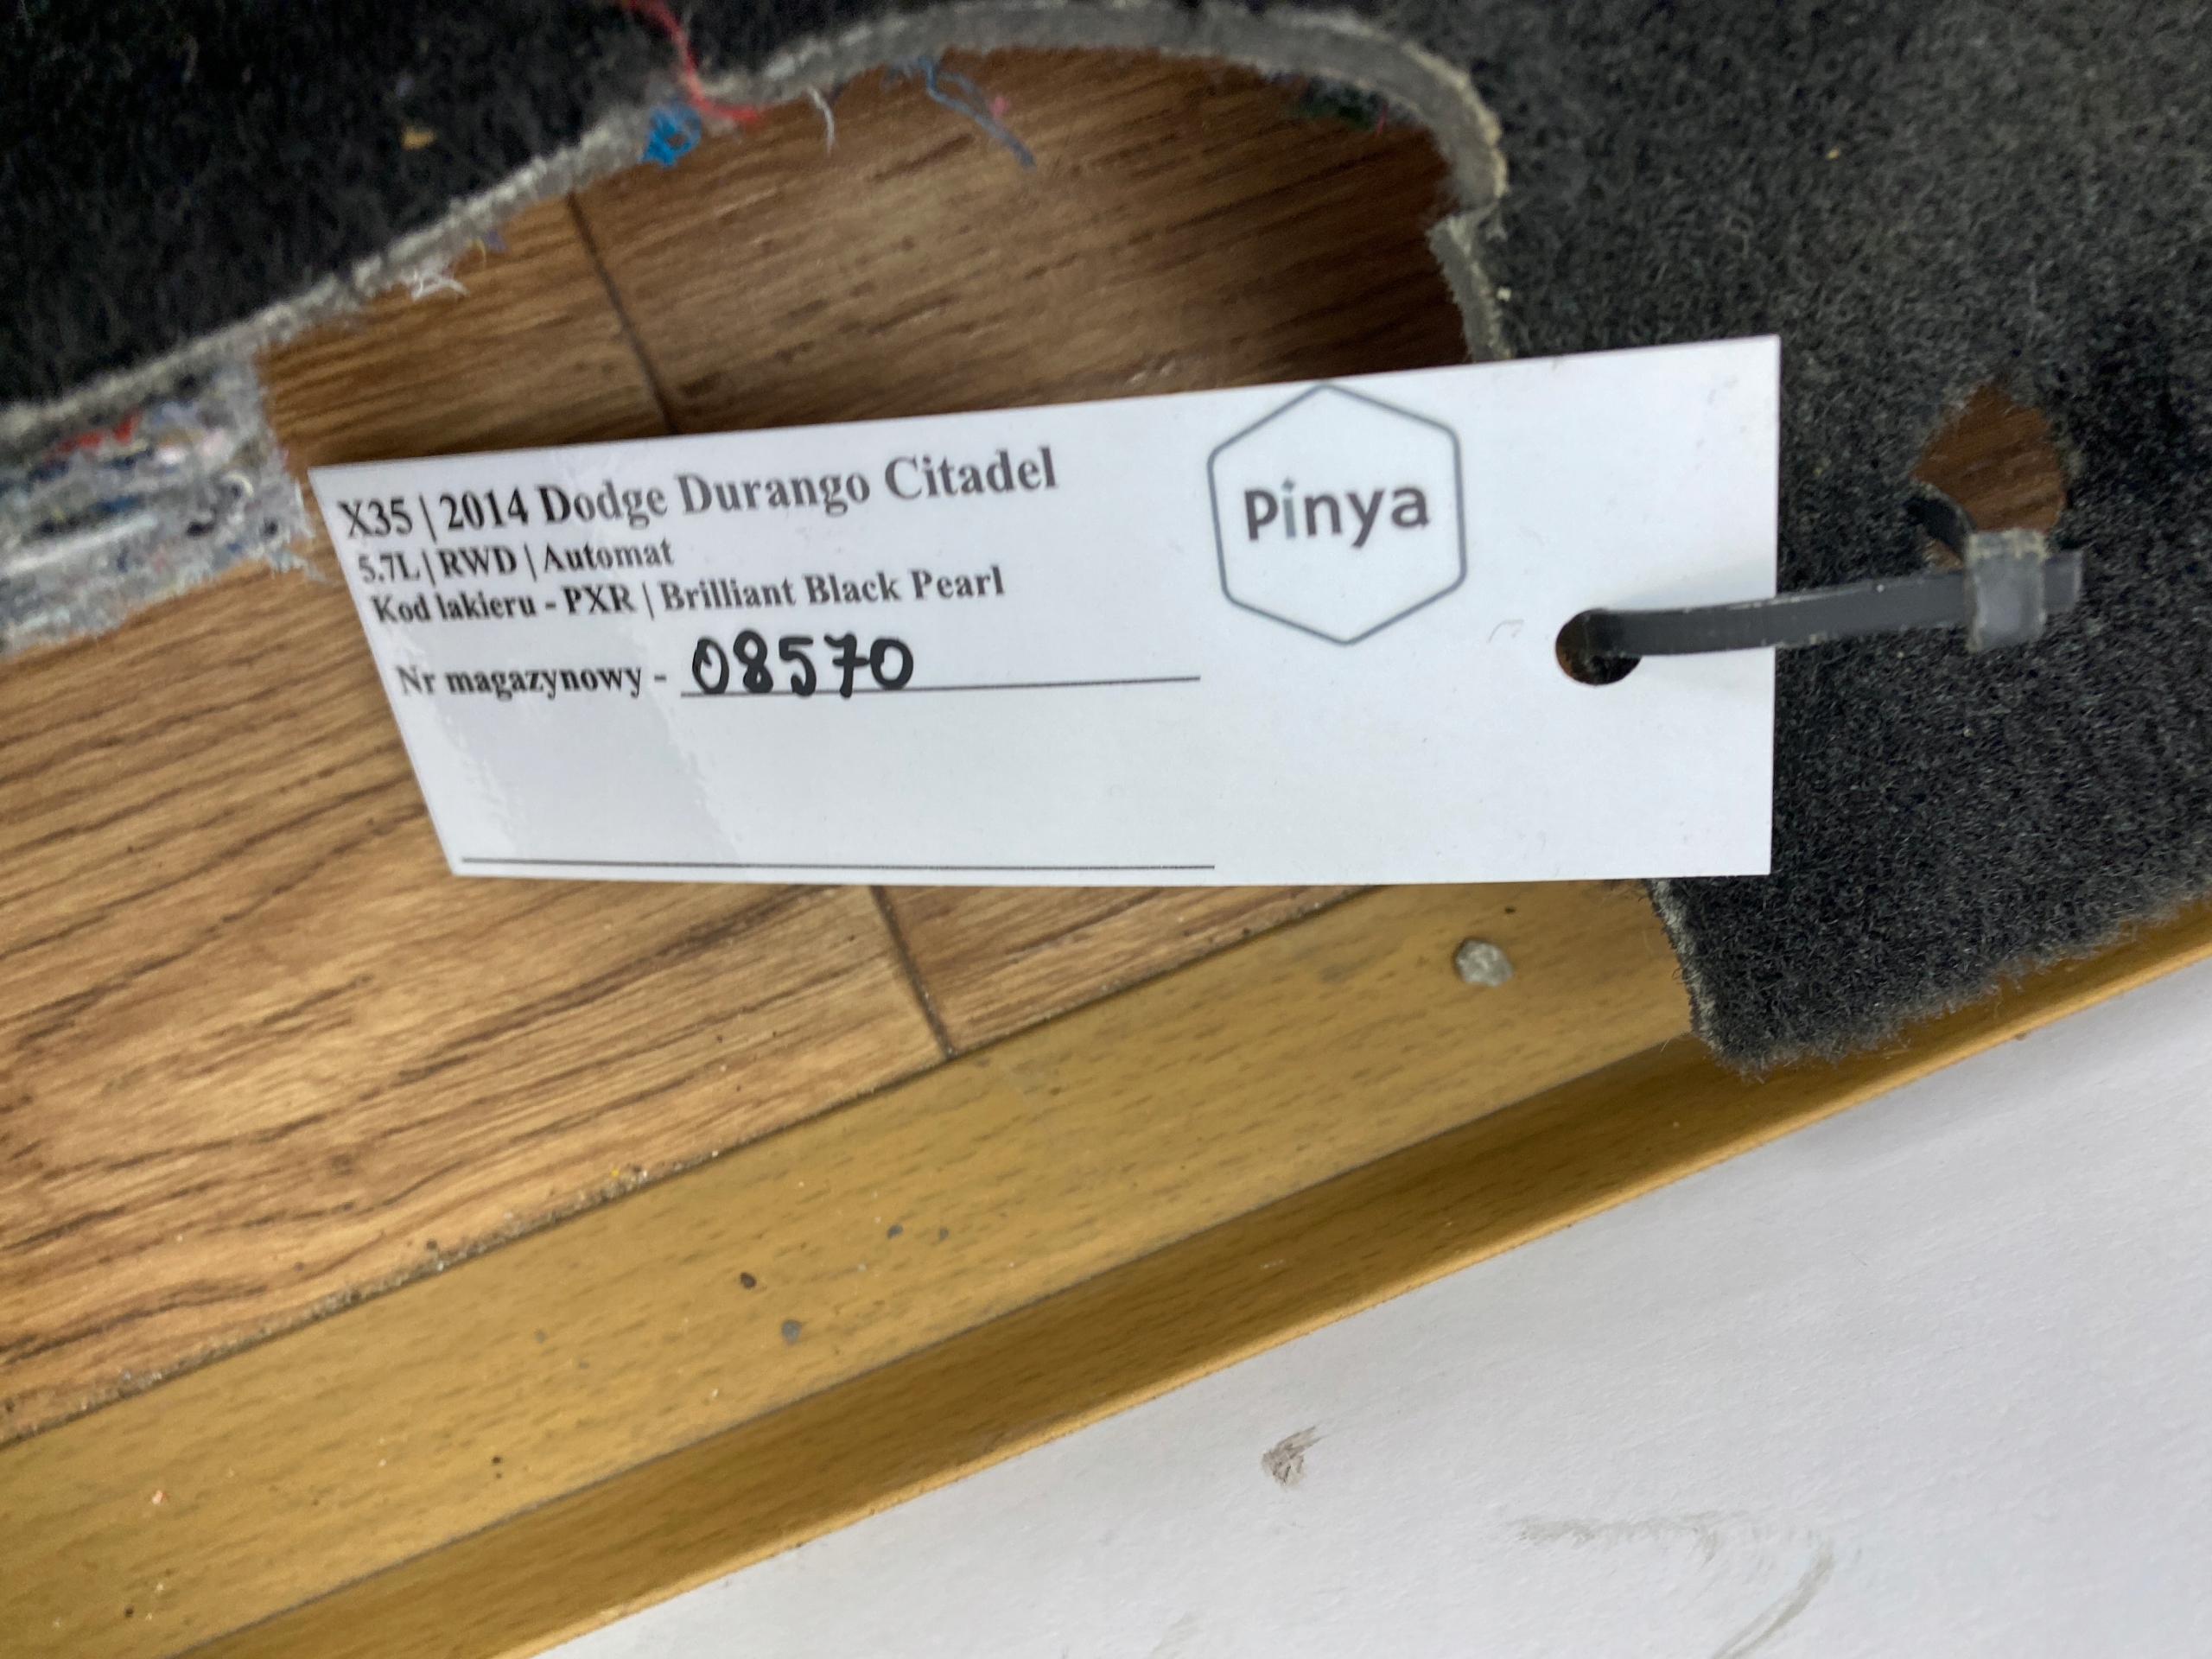 X35 | 2014 Dodge Durango Citadel
5.7L | RWD | Automat
Kod lakieru - PXR | Brilliant Black Pearl
Nr magazynowy - 08570
Pinya